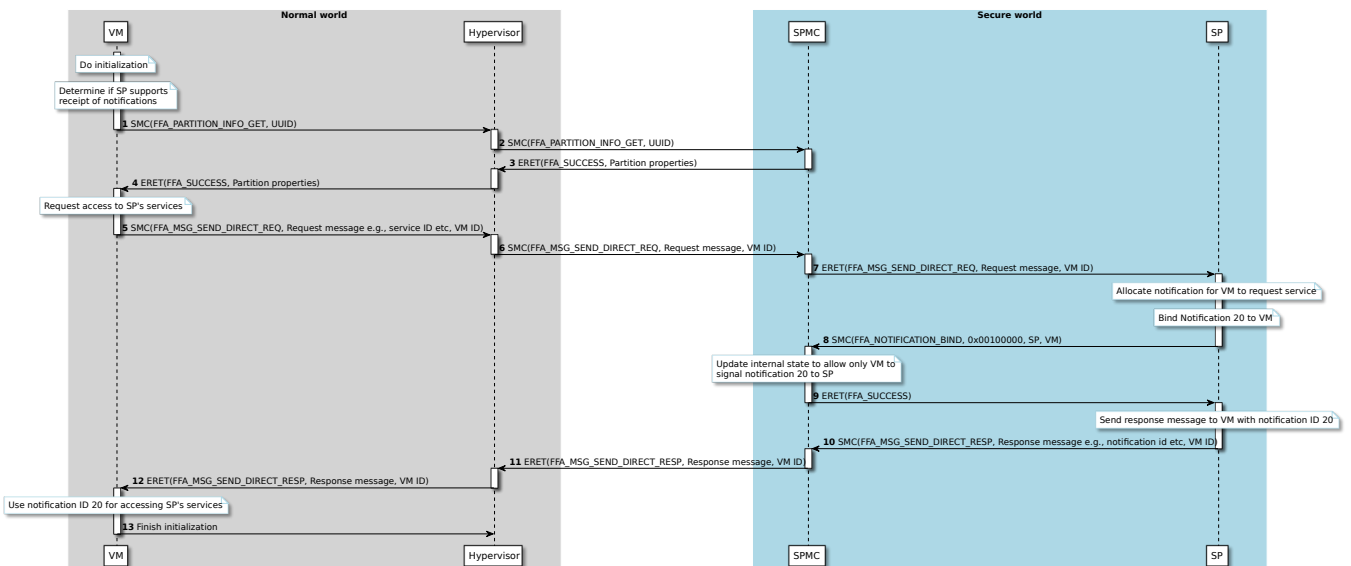 Normal world
Secure world
VM
Hypervisor
SPMC
SP
Do initialization
Determine if SP supports
receipt of notifications
1 SMC(FFA_PARTITION_INFO_GET, UUID)
2 SMC(FFA_PARTITION_INFO_GET, UUID)
3 ERET(FFA_SUCCESS, Partition properties)
4 ERET(FFA_SUCCESS, Partition properties)
Request access to SP's services
5 SMC(FFA_MSG_SEND_DIRECT_REQ, Request message e.g., service ID etc, VM ID)
6 SMC(FFA_MSG_SEND_DIRECT_REQ, Request message, VM ID)
7 ERET(FFA_MSG_SEND_DIRECT_REQ, Request message, VM ID)
Allocate notification for VM to request service
Bind Notification 20 to VM
8 SMC(FFA_NOTIFICATION_BIND, 0x00100000, SP, VM)
Update internal state to allow only VM to
signal notification 20 to SP
9 ERET(FFA_SUCCESS)
Send response message to VM with notification ID 20
10 SMC(FFA_MSG_SEND_DIRECT_RESP, Response message e.g., notification id etc, VM ID)
11 ERET(FFA_MSG_SEND_DIRECT_RESP, Response message, VM ID)
12 ERET(FFA_MSG_SEND_DIRECT_RESP, Response message, VM ID)
Use notification ID 20 for accessing SP's services
13 Finish initialization
VM
Hypervisor
SPMC
SP